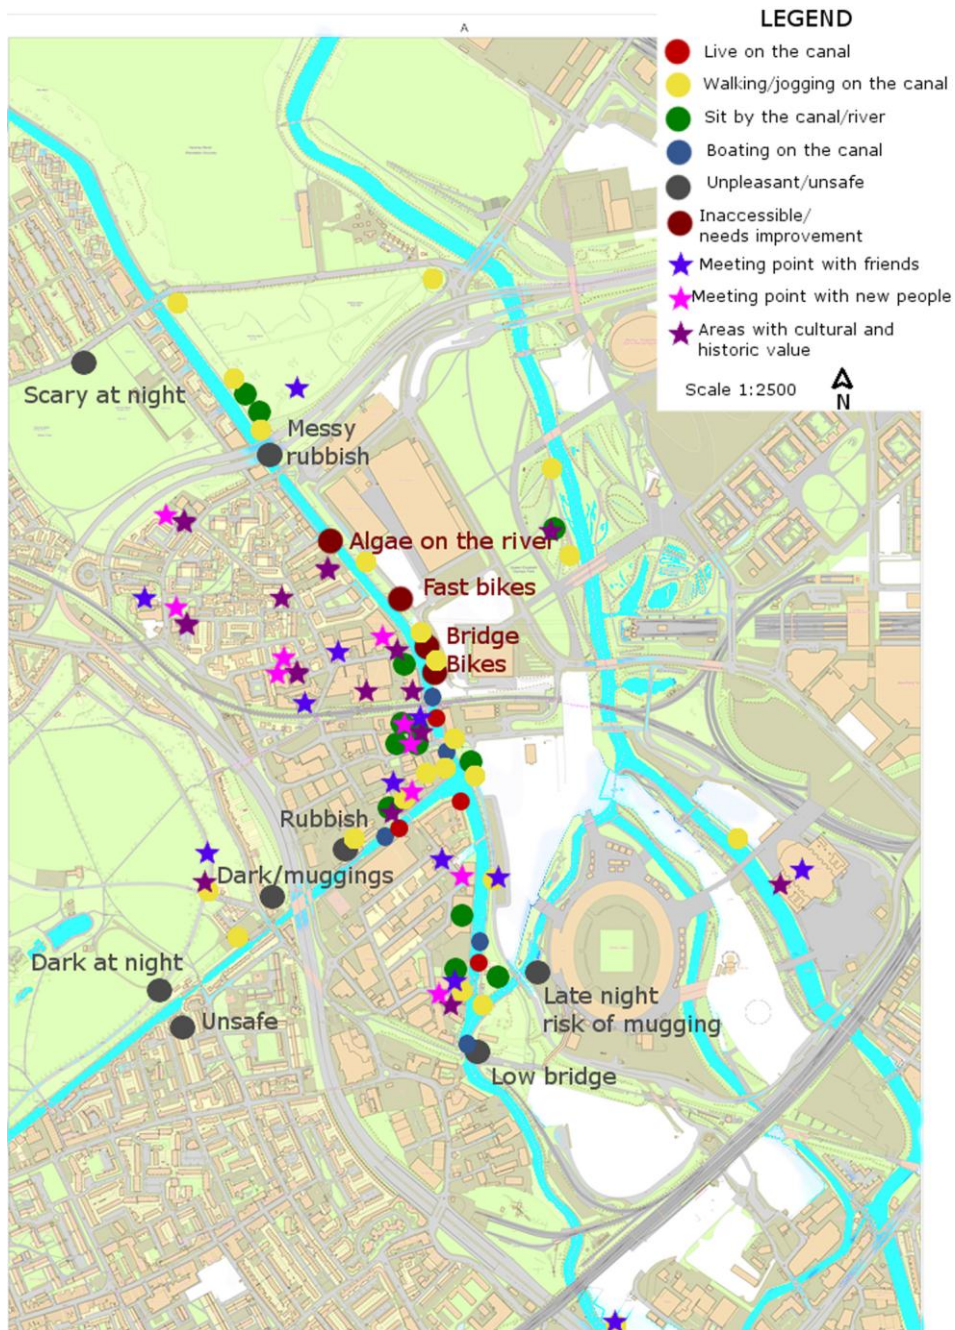 A
LEGEND
Live on the canal
Walking/jogging on the canal
Sit by the canal/river
Boating on the canal
Unpleasant/unsafe
Inaccessible/
needs improvement
Meeting point with friends
Meeting point with new people
Areas with cultural and
historic value
Scale 1:2500
N
Scary at night
Messy
rubbish
Algae on the river
Fast bikes
Bridge
Bikes
Rubbish
Dark/muggings
Dark at night
Unsafe
Late night
risk of mugging
Low bridge